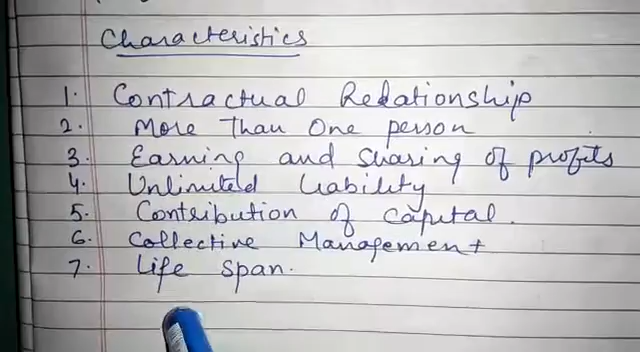 Characteristics
1. Contractual Relationship
2. More Than One person
3. Earning and Sharing of profits
4. Unlimited liability
5. Contribution of capital.
6. Collective Management
7. Life span.